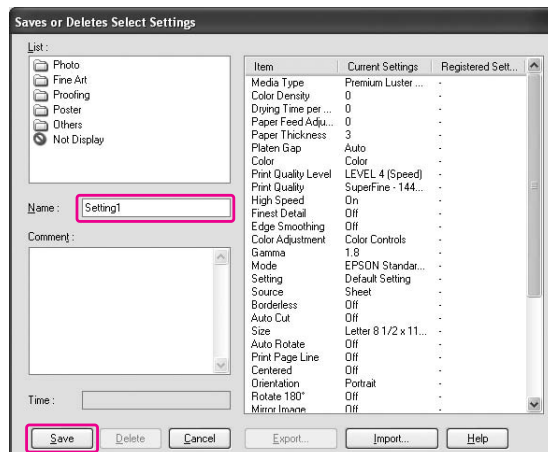 Saves or Deletes Select Settings
List :
Photo
Fine Art
Proofing
Poster
Others
Not Display
Name : Setting1
Comment :
Time :
Item Current Settings Registered Sett...
Media Type Premium Luster ... -
Color Density 0 -
Drying Time per ... 0 -
Paper Feed Adju... 0 -
Paper Thickness 3 -
Platen Gap Auto -
Color Color -
Print Quality Level LEVEL 4 (Speed) -
Print Quality SuperFine - 144... -
High Speed On -
Finest Detail Off -
Edge Smoothing Off -
Color Adjustment Color Controls -
Gamma 1.8 -
Mode EPSON Standar... -
Setting Default Setting -
Source Sheet -
Borderless Off -
Auto Cut Off -
Size Letter 8 1/2 x 11... -
Auto Rotate Off -
Print Page Line Off -
Centered Off -
Orientation Portrait -
Rotate 180° Off -
Mirror Image Off -
Save Delete Cancel Export... Import... Help